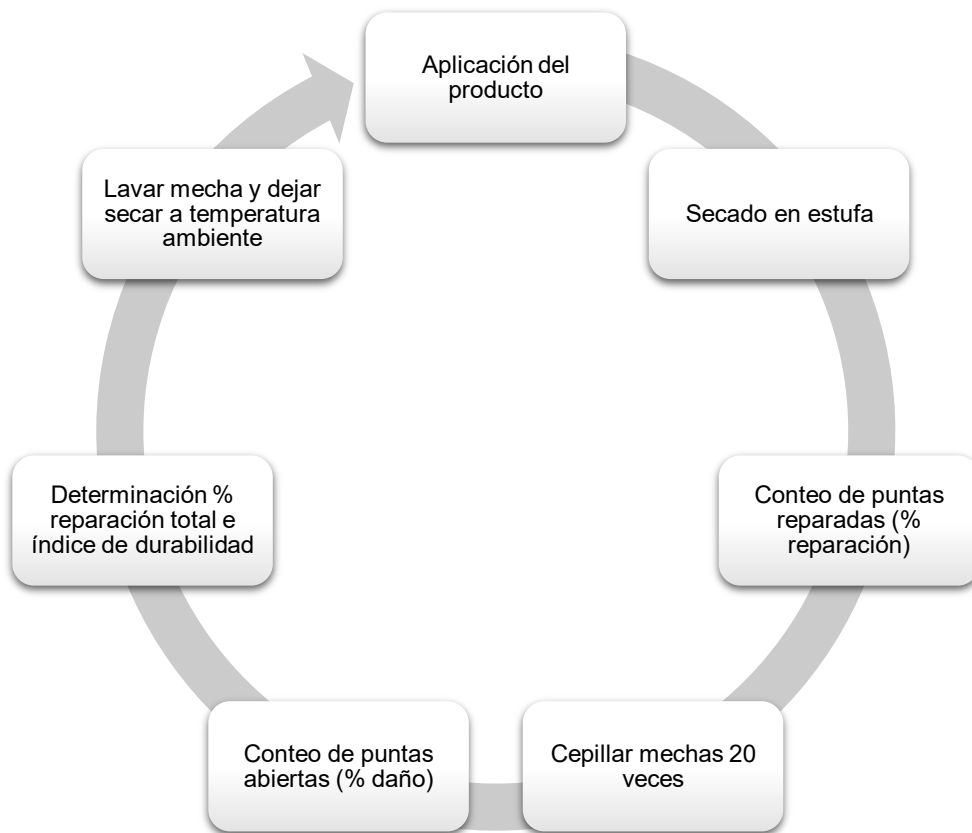 Aplicación del
producto
Secado en estufa
Conteo de puntas
reparadas (%
reparación)
Cepillar mechas 20
veces
Conteo de puntas
abiertas (% daño)
Determinación %
reparación total e
índice de durabilidad
Lavar mecha y dejar
secar a temperatura
ambiente